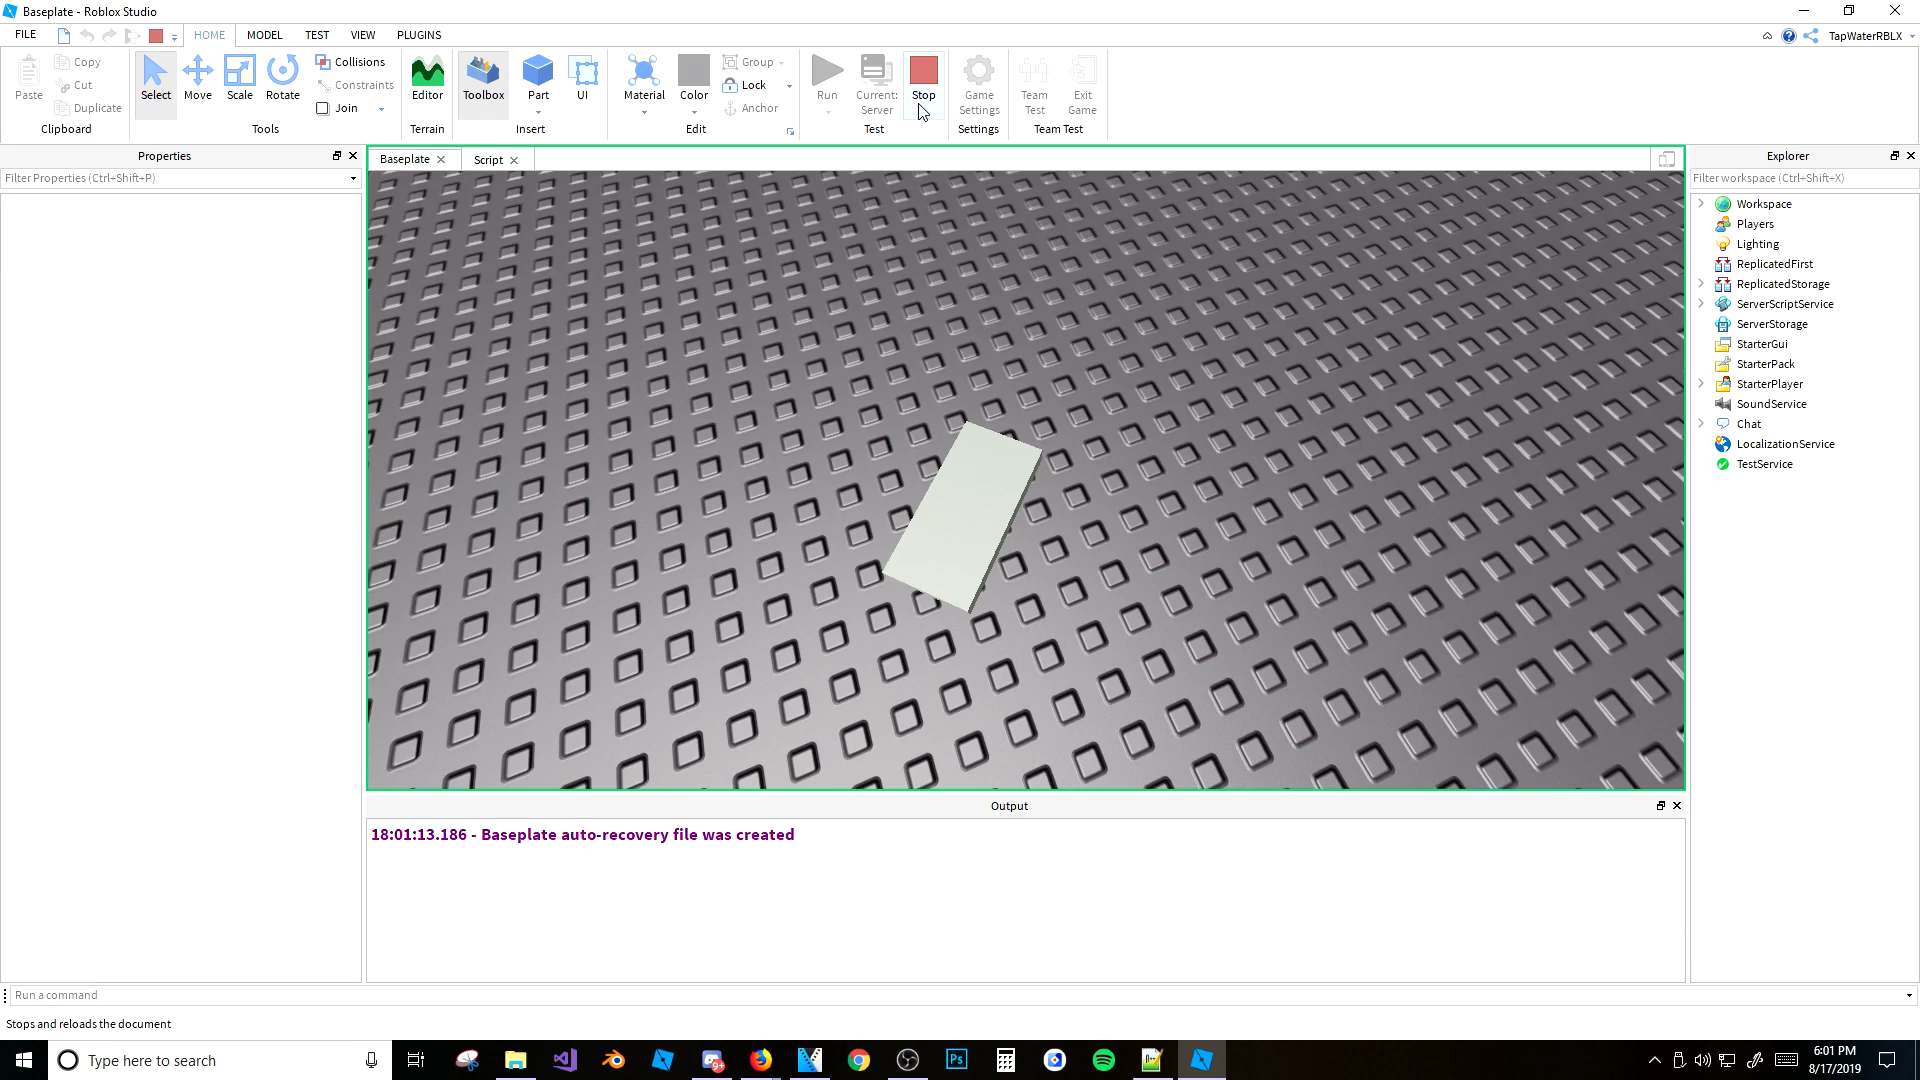 Baseplate - Roblox Studio
FILE
HOME
MODEL
TEST
VIEW
PLUGINS
TapWaterRBLX
Paste
Copy
Cut
Duplicate
Clipboard
Select
Move
Scale
Rotate
Collisions
Constraints
Join
Tools
Editor
Terrain
Toolbox
Part
UI
Insert
Material
Color
Group
Lock
Anchor
Edit
Run
Current:
Server
Stop
Test
Game
Settings
Settings
Team
Test
Exit
Game
Team Test
Properties
Filter Properties (Ctrl+Shift+P)
Baseplate
Script
Explorer
Filter workspace (Ctrl+Shift+X)
Workspace
Players
Lighting
ReplicatedFirst
ReplicatedStorage
ServerScriptService
ServerStorage
StarterGui
StarterPack
StarterPlayer
SoundService
Chat
LocalizationService
TestService
Output
18:01:13.186 - Baseplate auto-recovery file was created
Run a command
Stops and reloads the document
Type here to search
9+
Ps
6:01 PM
8/17/2019